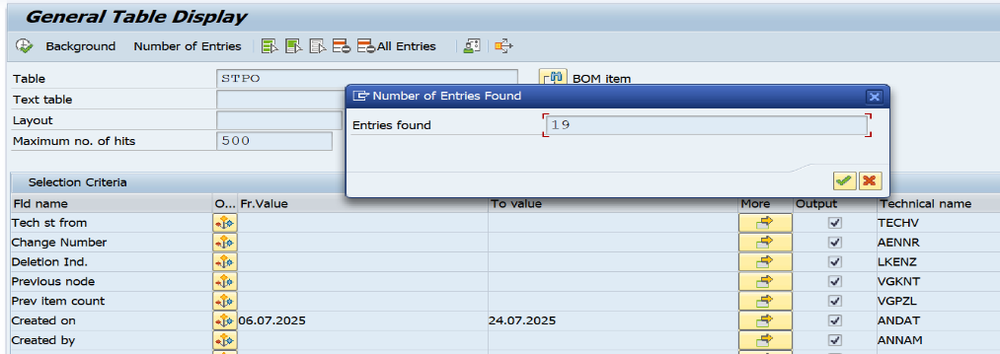 General Table Display
Background Number of Entries All Entries
Table STPO BOM item
Text table
Layout
Maximum no. of hits 500
Number of Entries Found
Entries found 19
Selection Criteria
Fld name O... Fr.Value To value More Output Technical name
Tech st from TECHV
Change Number AENNR
Deletion Ind. LKENZ
Previous node VGKNT
Prev item count VGPZL
Created on 06.07.2025 24.07.2025 ANDAT
Created by ANNAM